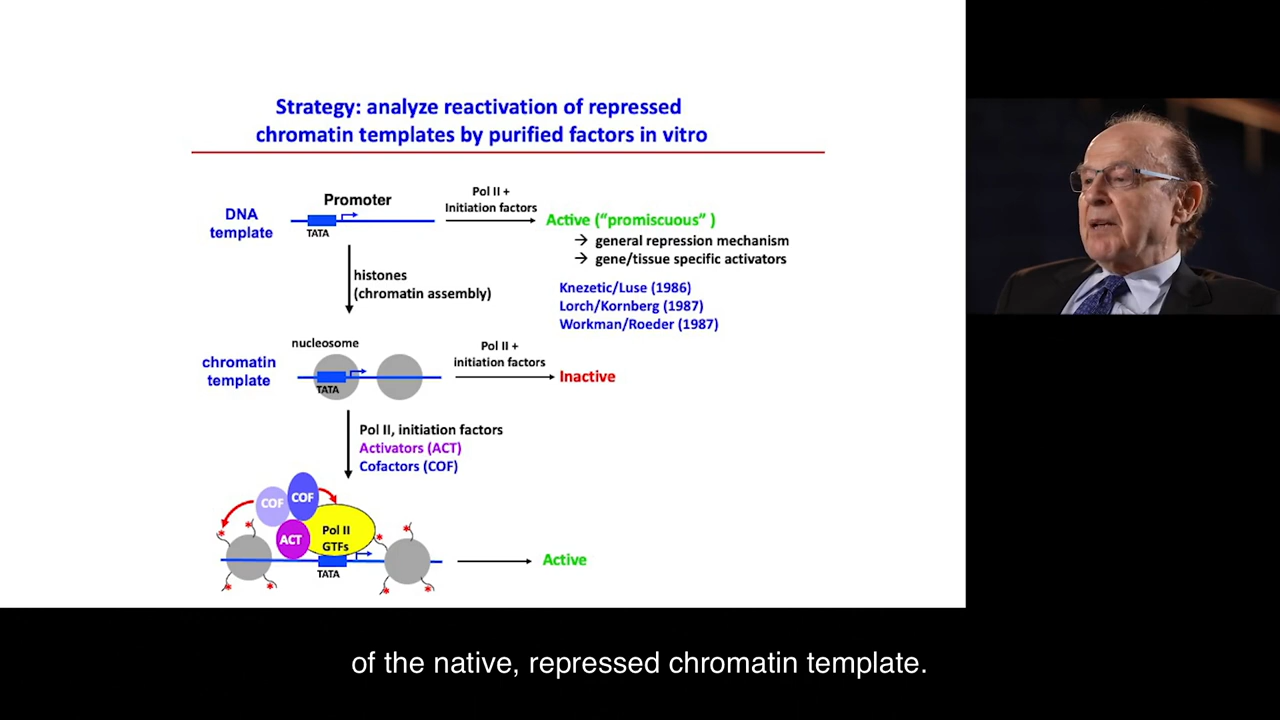 Strategy: analyze reactivation of repressed
chromatin templates by purified factors in vitro
DNA
template
Promoter
TATA
Pol II +
Initiation factors
Active (“promiscuous” )
→ general repression mechanism
→ gene/tissue specific activators
histones
(chromatin assembly)
Knezetic/Luse (1986)
Lorch/Kornberg (1987)
Workman/Roeder (1987)
chromatin
template
nucleosome
TATA
Pol II +
initiation factors
Inactive
Pol II, initiation factors
Activators (ACT)
Cofactors (COF)
COF
COF
ACT
Pol II
GTFs
TATA
Active
of the native, repressed chromatin template.